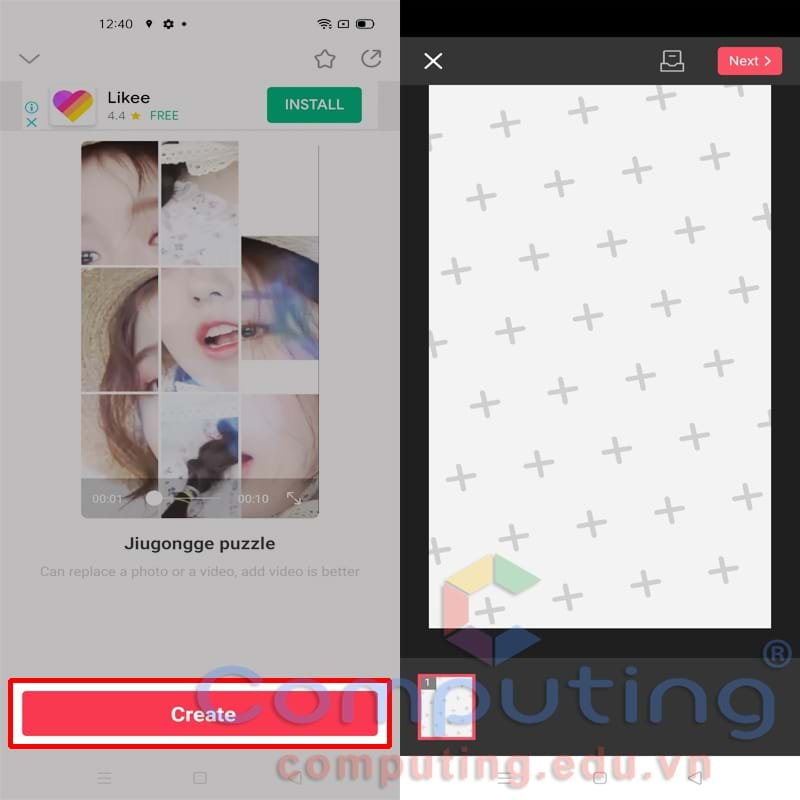 12:40
Likee
4.4 FREE
INSTALL
00:01
00:10
Jiugongge puzzle
Can replace a photo or a video, add video is better
Create
Next >
1
Computing ®
computing.edu.vn